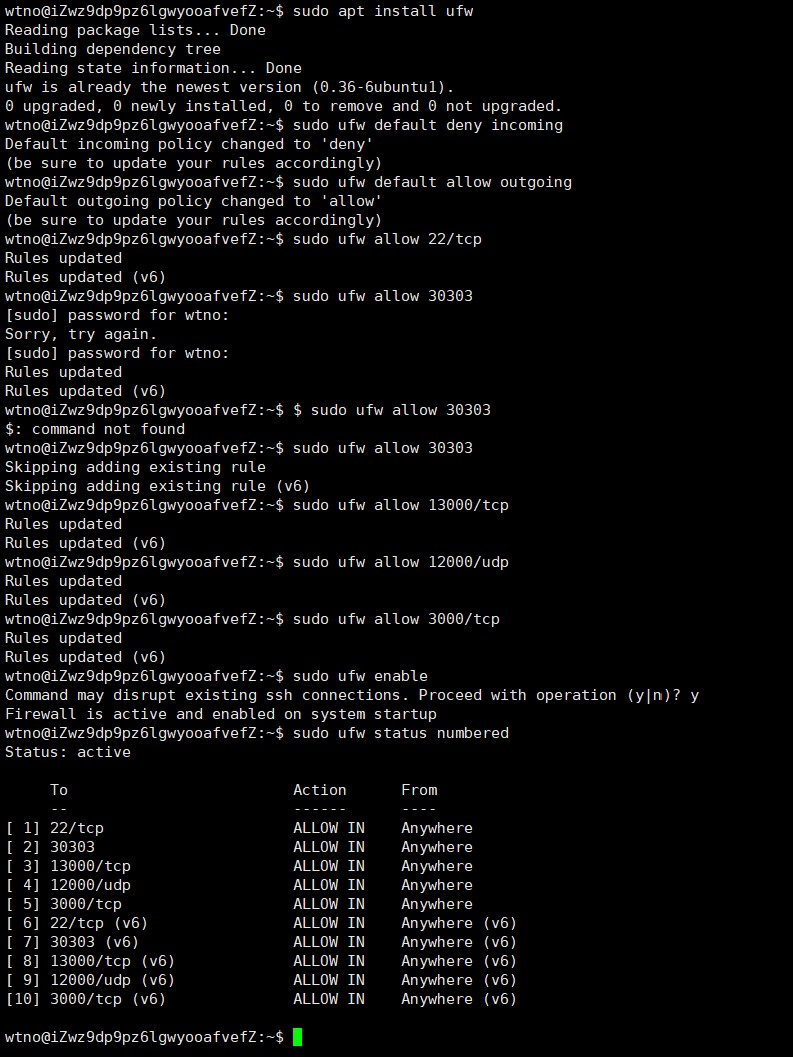 wtno@iZwz9dp9pz6lgwyooafvefZ:~$ sudo apt install ufw
Reading package lists... Done
Building dependency tree
Reading state information... Done
ufw is already the newest version (0.36-6ubuntu1).
0 upgraded, 0 newly installed, 0 to remove and 0 not upgraded.
wtno@iZwz9dp9pz6lgwyooafvefZ:~$ sudo ufw default deny incoming
Default incoming policy changed to 'deny'
(be sure to update your rules accordingly)
wtno@iZwz9dp9pz6lgwyooafvefZ:~$ sudo ufw default allow outgoing
Default outgoing policy changed to 'allow'
(be sure to update your rules accordingly)
wtno@iZwz9dp9pz6lgwyooafvefZ:~$ sudo ufw allow 22/tcp
Rules updated
Rules updated (v6)
wtno@iZwz9dp9pz6lgwyooafvefZ:~$ sudo ufw allow 30303
[sudo] password for wtno:
Sorry, try again.
[sudo] password for wtno:
Rules updated
Rules updated (v6)
wtno@iZwz9dp9pz6lgwyooafvefZ:~$ $ sudo ufw allow 30303
$: command not found
wtno@iZwz9dp9pz6lgwyooafvefZ:~$ sudo ufw allow 30303
Skipping adding existing rule
Skipping adding existing rule (v6)
wtno@iZwz9dp9pz6lgwyooafvefZ:~$ sudo ufw allow 13000/tcp
Rules updated
Rules updated (v6)
wtno@iZwz9dp9pz6lgwyooafvefZ:~$ sudo ufw allow 12000/udp
Rules updated
Rules updated (v6)
wtno@iZwz9dp9pz6lgwyooafvefZ:~$ sudo ufw allow 3000/tcp
Rules updated
Rules updated (v6)
wtno@iZwz9dp9pz6lgwyooafvefZ:~$ sudo ufw enable
Command may disrupt existing ssh connections. Proceed with operation (y|n)? y
Firewall is active and enabled on system startup
wtno@iZwz9dp9pz6lgwyooafvefZ:~$ sudo ufw status numbered
Status: active
     To                         Action      From
     --                         ------      ----
[ 1] 22/tcp                     ALLOW IN    Anywhere
[ 2] 30303                      ALLOW IN    Anywhere
[ 3] 13000/tcp                  ALLOW IN    Anywhere
[ 4] 12000/udp                  ALLOW IN    Anywhere
[ 5] 3000/tcp                   ALLOW IN    Anywhere
[ 6] 22/tcp (v6)                ALLOW IN    Anywhere (v6)
[ 7] 30303 (v6)                 ALLOW IN    Anywhere (v6)
[ 8] 13000/tcp (v6)             ALLOW IN    Anywhere (v6)
[ 9] 12000/udp (v6)             ALLOW IN    Anywhere (v6)
[10] 3000/tcp (v6)              ALLOW IN    Anywhere (v6)
wtno@iZwz9dp9pz6lgwyooafvefZ:~$